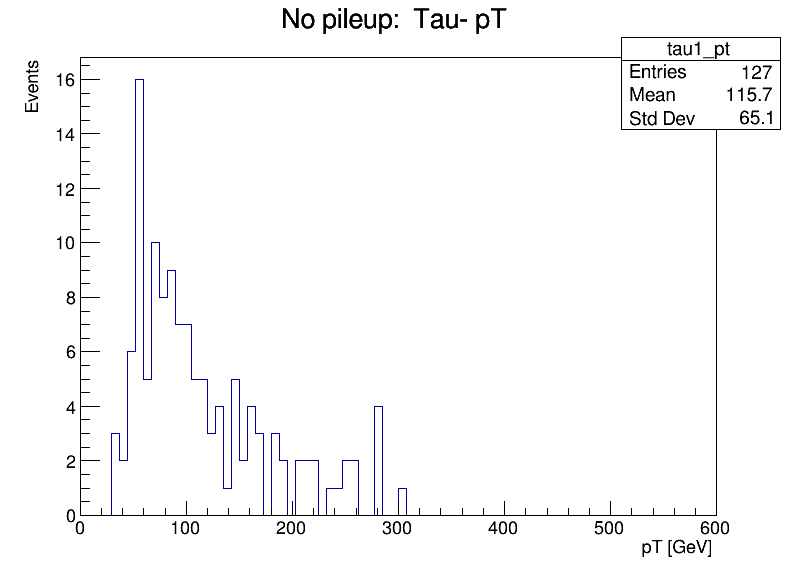 No pileup:  Tau- pT
tau1_pt
Entries 127
Mean 115.7
Std Dev 65.1
Events
16
14
12
10
8
6
4
2
0
0 100 200 300 400 500 600
pT [GeV]